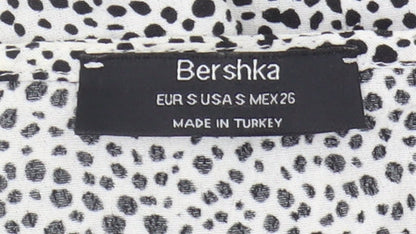 Bershka
EUR S USA S MEX 26
MADE IN TURKEY